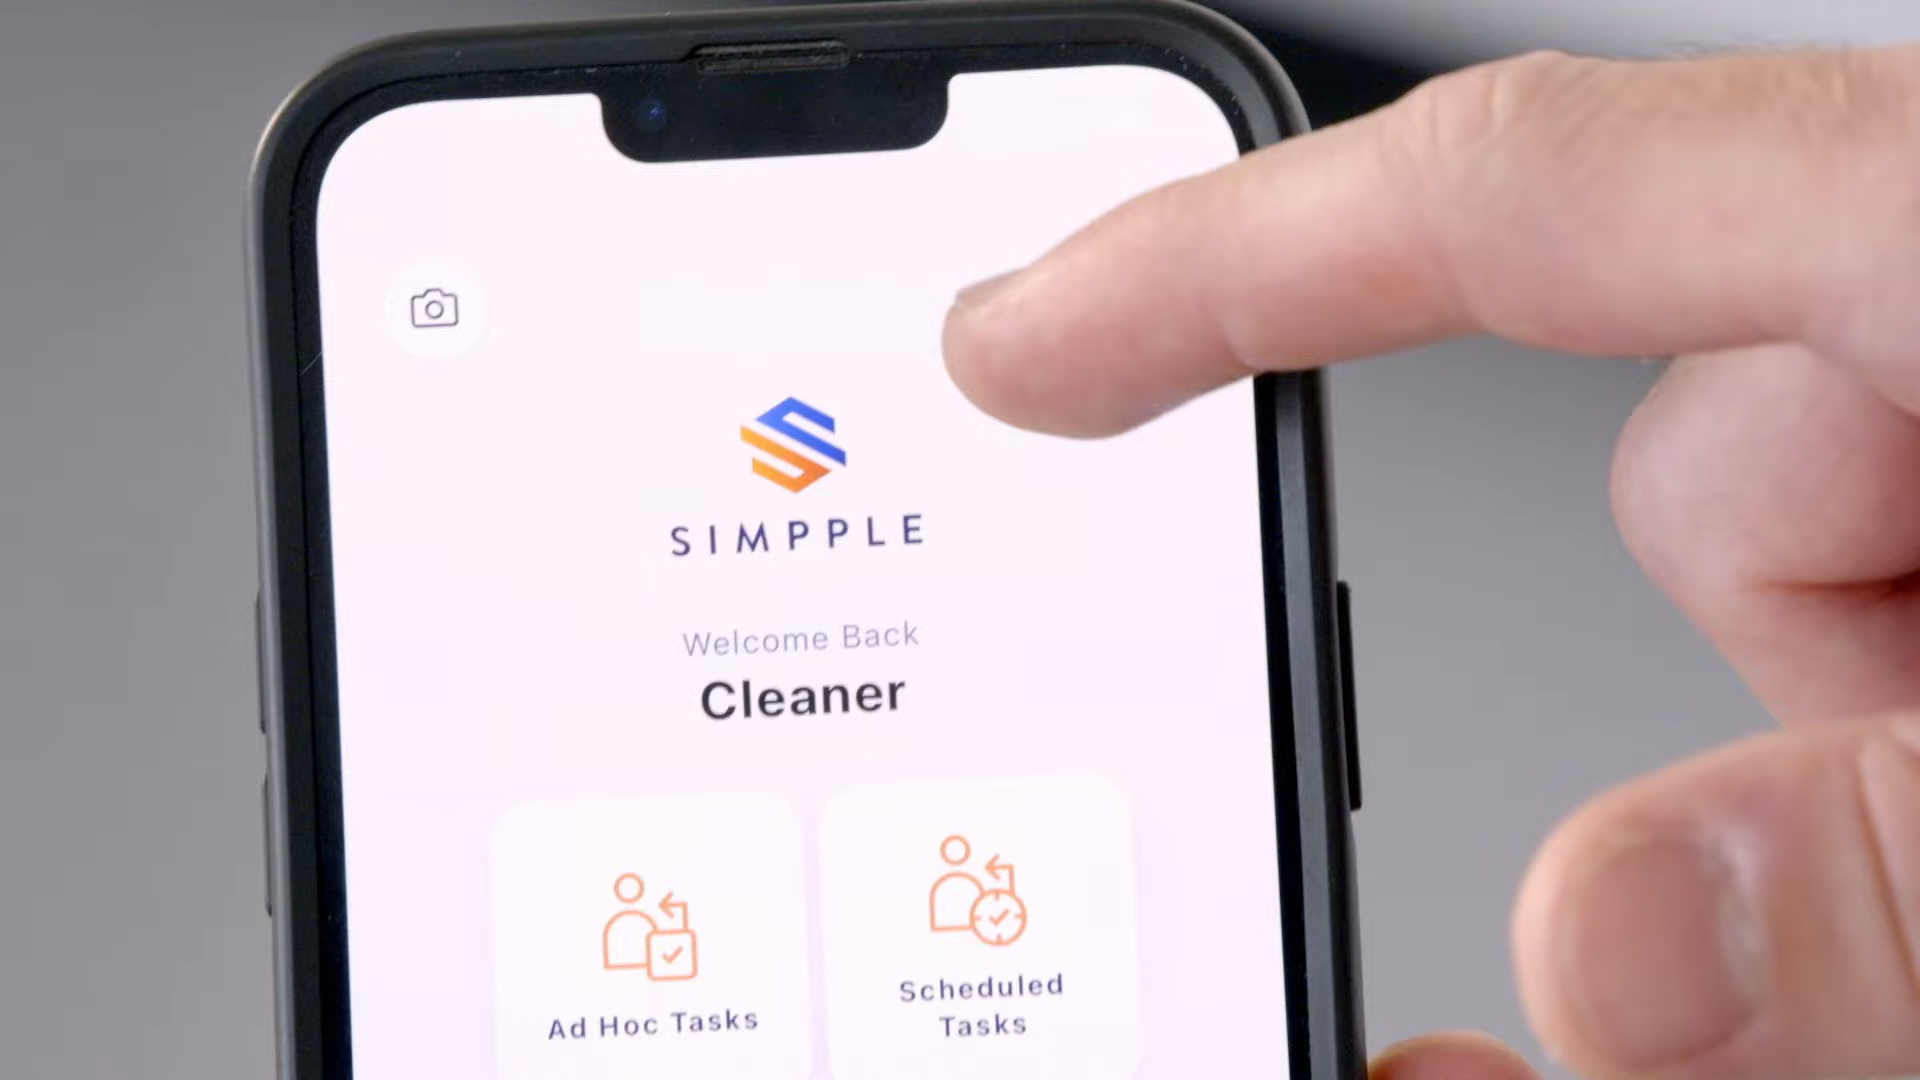 SIMPPLE
Welcome Back
Cleaner
Ad Hoc Tasks
Scheduled
Tasks